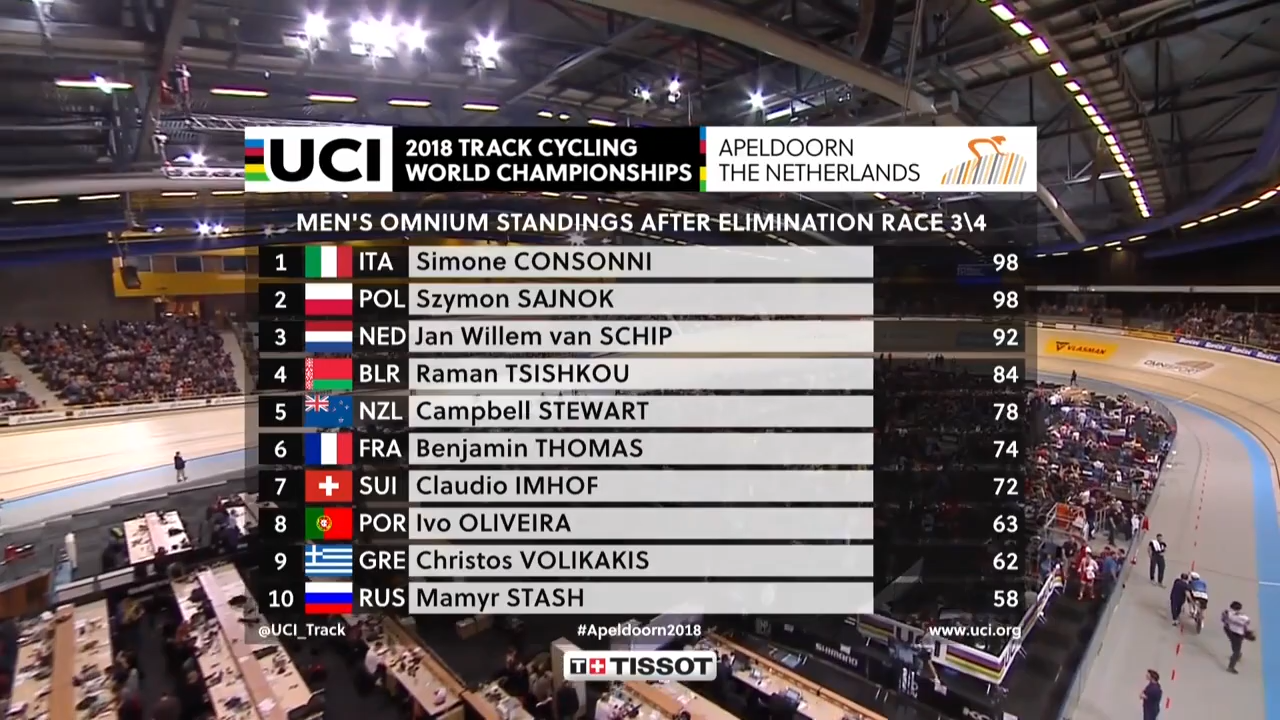 UCI 2018 TRACK CYCLING WORLD CHAMPIONSHIPS
APELDOORN
THE NETHERLANDS
MEN'S OMNIUM STANDINGS AFTER ELIMINATION RACE 3\4
1 ITA Simone CONSONNI 98
2 POL Szymon SAJNOK 98
3 NED Jan Willem van SCHIP 92
4 BLR Raman TSISHKOU 84
5 NZL Campbell STEWART 78
6 FRA Benjamin THOMAS 74
7 SUI Claudio IMHOF 72
8 POR Ivo OLIVEIRA 63
9 GRE Christos VOLIKAKIS 62
10 RUS Mamyr STASH 58
@UCI_Track #Apeldoorn2018 www.uci.org
TISSOT
VLASMAN
SHIMANO